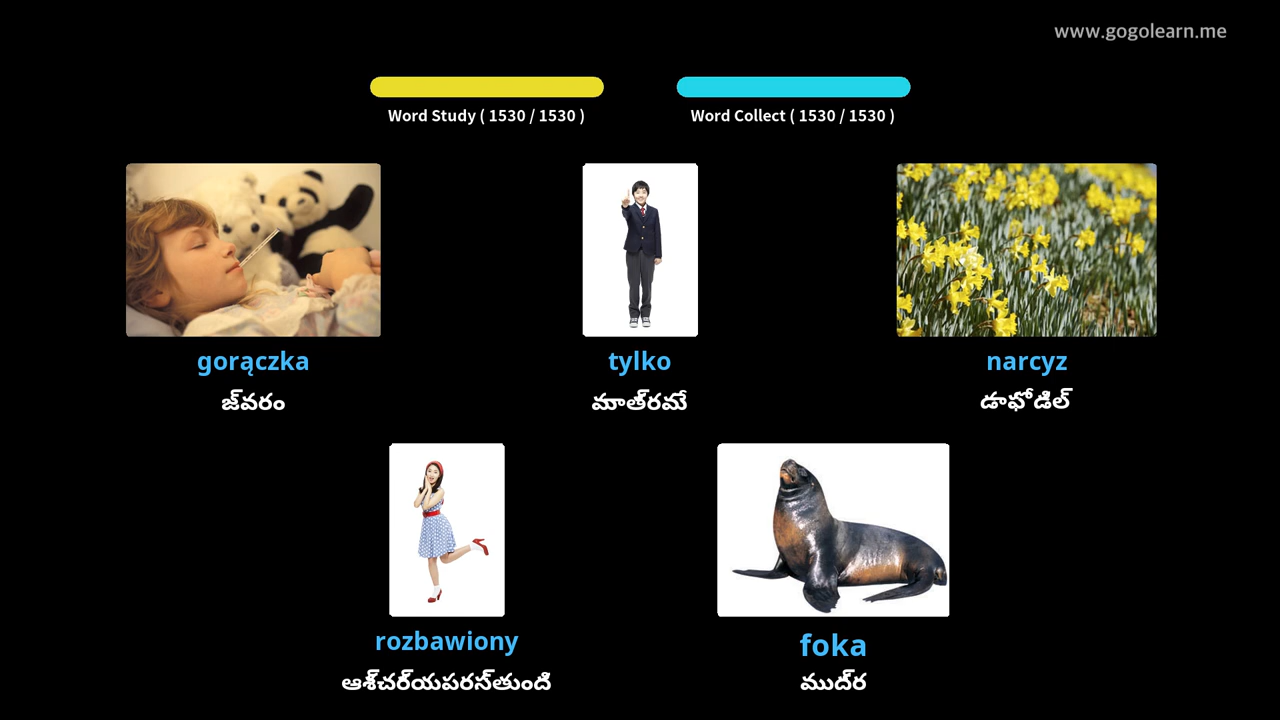 www.gogolearn.me
Word Study ( 1530 / 1530 )
Word Collect ( 1530 / 1530 )
gorączka
జ్‌వరం
tylko
మాత్‌రమే
narcyz
డాఫోడిల్
rozbawiony
ఆశ్‌చర్‌యపరస్‌తుంది
foka
ముద్‌ర